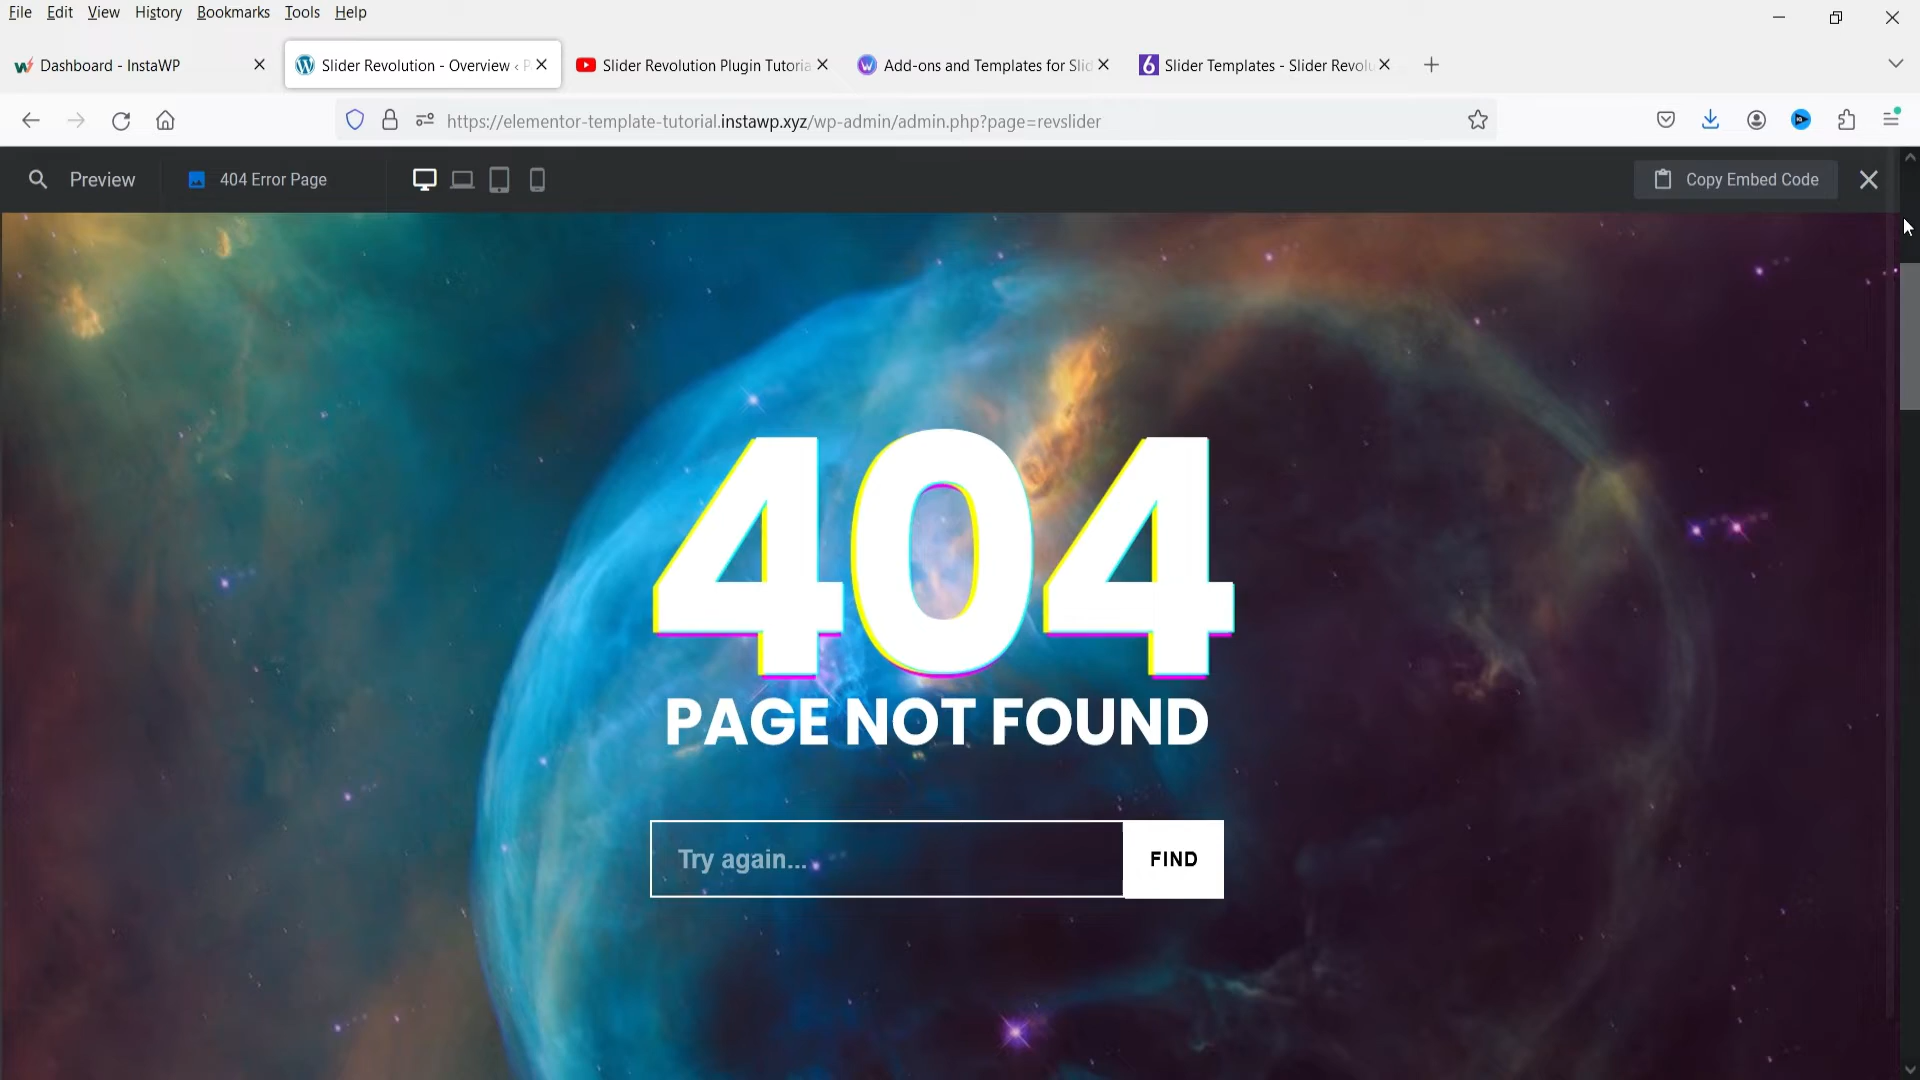 File Edit View History Bookmarks Tools Help
Dashboard - InstaWP
Slider Revolution - Overview ‹ P
Slider Revolution Plugin Tutoria
Add-ons and Templates for Slid
Slider Templates - Slider Revolu
https://elementor-template-tutorial.instawp.xyz/wp-admin/admin.php?page=revslider
Preview
404 Error Page
Copy Embed Code
404
PAGE NOT FOUND
Try again...
FIND